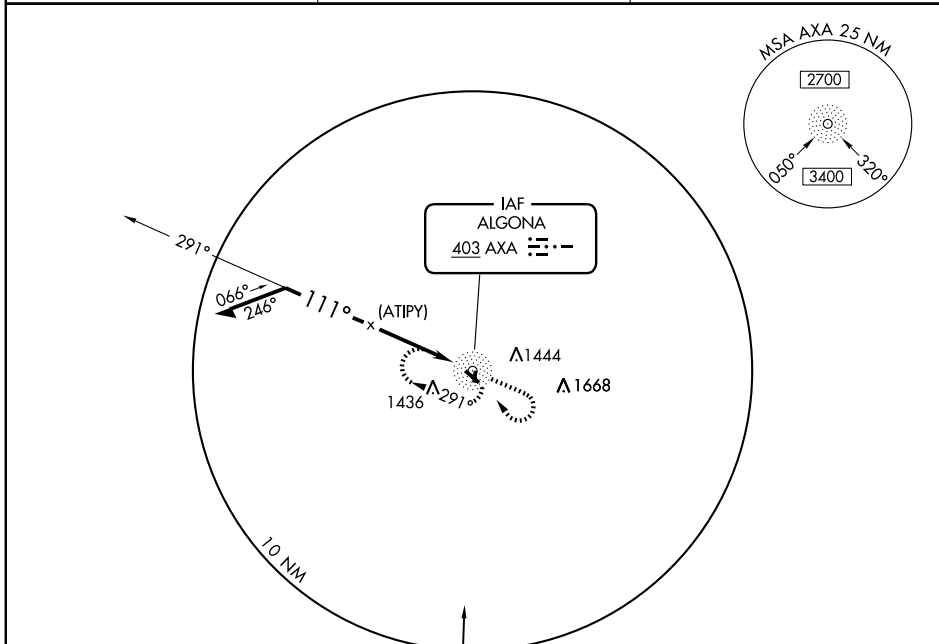 MSA AXA 25 NM
2700
050°
320°
3400
IAF
ALGONA
403 AXA
291°
066°
246°
111°
(ATIPY)
1444
1668
1436
291°
10 NM